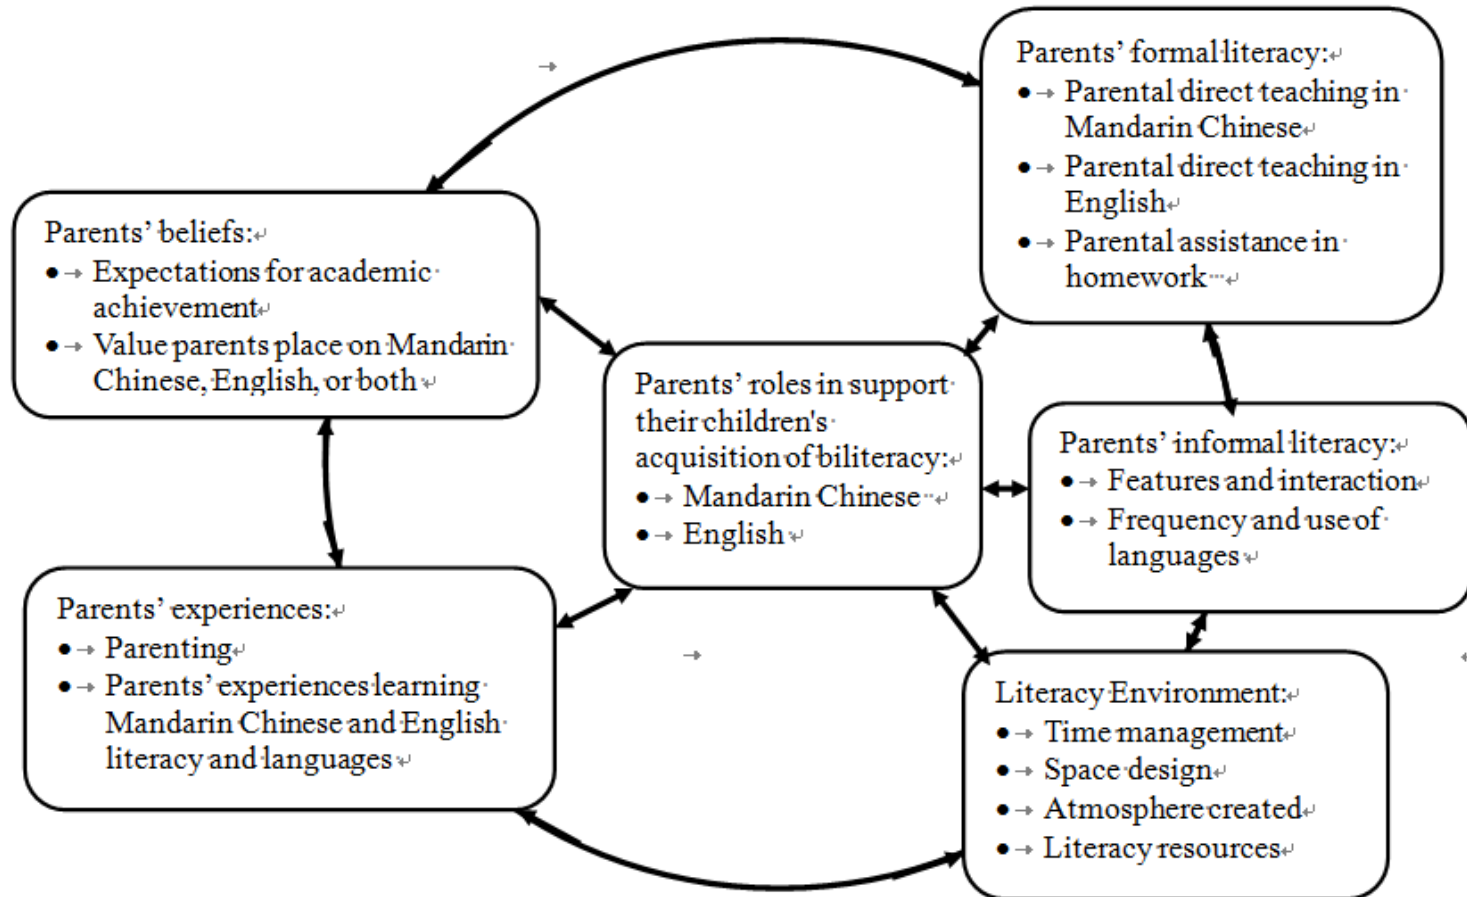 Parents’ formal literacy:
• Parental direct teaching in
Mandarin Chinese
• Parental direct teaching in
English
• Parental assistance in
homework
Parents’ beliefs:
• Expectations for academic
achievement
• Value parents place on Mandarin
Chinese, English, or both
Parents’ roles in support
their children's
acquisition of biliteracy:
• Mandarin Chinese
• English
Parents’ informal literacy:
• Features and interaction
• Frequency and use of
languages
Parents’ experiences:
• Parenting
• Parents’ experiences learning
Mandarin Chinese and English
literacy and languages
Literacy Environment:
• Time management
• Space design
• Atmosphere created
• Literacy resources